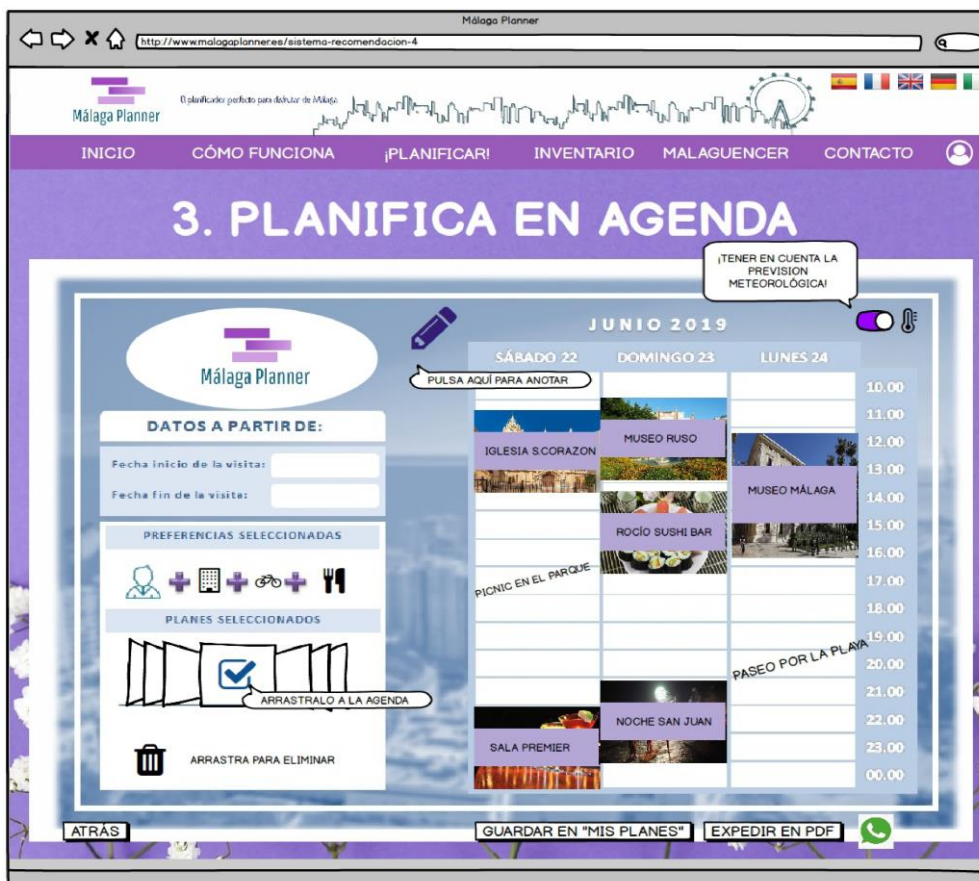 Málaga Planner
http://www.malagaplanner.es/sistema-recomendacion-4
Málaga Planner
El planificador perfecto para disfrutar de Málaga
INICIO CÓMO FUNCIONA ¡PLANIFICAR! INVENTARIO MALAGUENCER CONTACTO
3. PLANIFICA EN AGENDA
¡TENER EN CUENTA LA
PREVISION
METEOROLÓGICA!
Málaga Planner
DATOS A PARTIR DE:
Fecha inicio de la visita:
Fecha fin de la visita:
PREFERENCIAS SELECCIONADAS
PLANES SELECCIONADOS
ARRASTRALO A LA AGENDA
ARRASTRA PARA ELIMINAR
PULSA AQUÍ PARA ANOTAR
JUNIO 2019
SÁBADO 22 DOMINGO 23 LUNES 24
10.00
11.00
12.00
13.00
14.00
15.00
16.00
17.00
18.00
19.00
20.00
21.00
22.00
23.00
00.00
IGLESIA S.CORAZON
PICNIC EN EL PARQUE
SALA PREMIER
MUSEO RUSO
ROCÍO SUSHI BAR
NOCHE SAN JUAN
MUSEO MÁLAGA
PASEO POR LA PLAYA
ATRÁS
GUARDAR EN "MIS PLANES"
EXPEDIR EN PDF